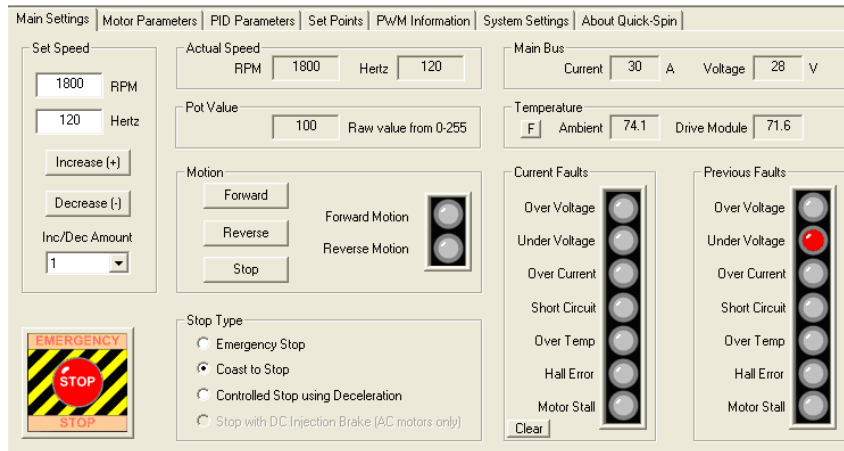 Main Settings Motor Parameters PID Parameters Set Points PWM Information System Settings About Quick-Spin
Set Speed
1800 RPM
120 Hertz
Increase (+)
Decrease (-)
Inc/Dec Amount
1
EMERGENCY
STOP
STOP
Actual Speed
RPM 1800 Hertz 120
Pot Value
100 Raw value from 0-255
Motion
Forward
Reverse
Stop
Forward Motion
Reverse Motion
Stop Type
Emergency Stop
Coast to Stop
Controlled Stop using Deceleration
Stop with DC Injection Brake (AC motors only)
Main Bus
Current 30 A Voltage 28 V
Temperature
F Ambient 74.1 Drive Module 71.6
Current Faults
Over Voltage
Under Voltage
Over Current
Short Circuit
Over Temp
Hall Error
Motor Stall
Clear
Previous Faults
Over Voltage
Under Voltage
Over Current
Short Circuit
Over Temp
Hall Error
Motor Stall